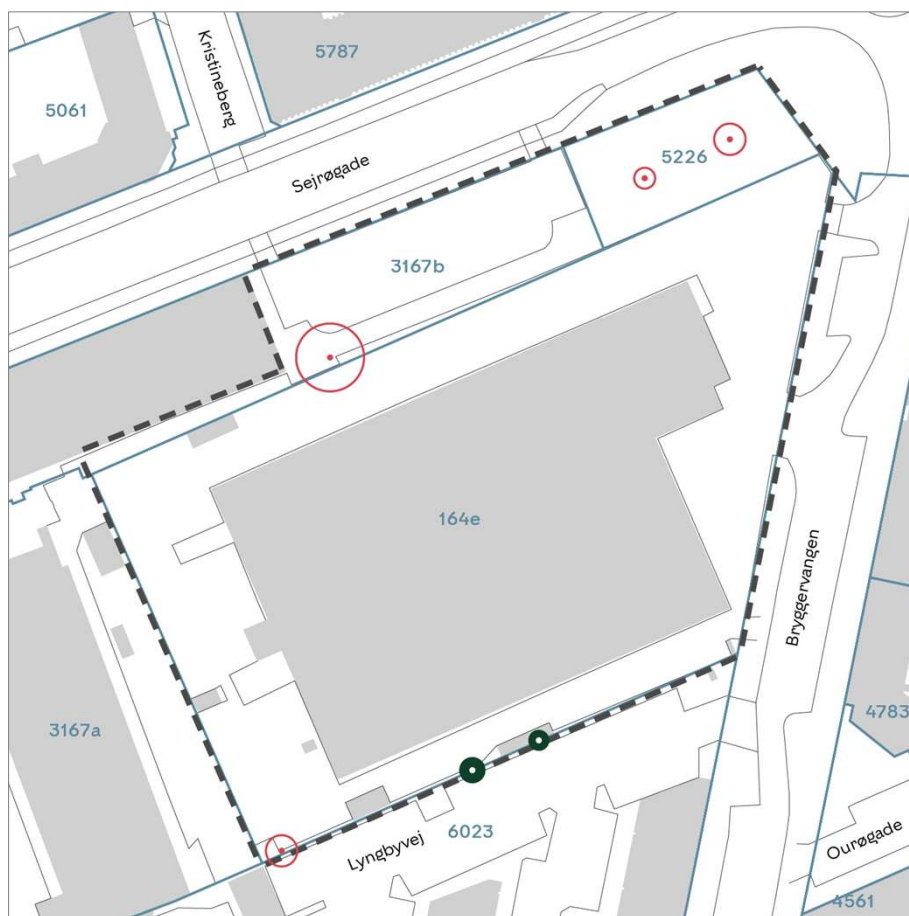 5787
Kristineberg
5061
Sejrøgade
5226
3167b
164e
Bryggervangen
3167a
4783
6023
Lyngbyvej
Ourøgade
4561